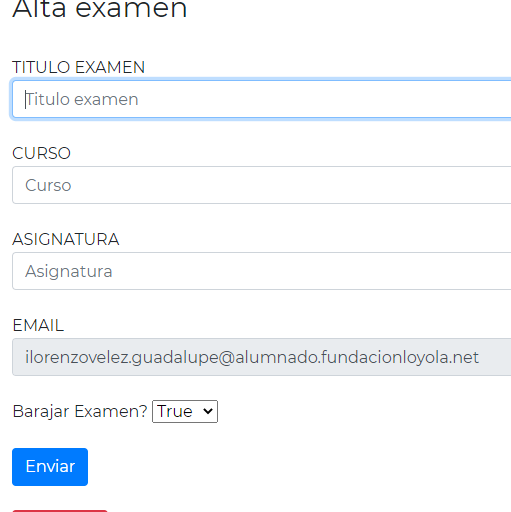 Alta examen
TITULO EXAMEN
Titulo examen
CURSO
Curso
ASIGNATURA
Asignatura
EMAIL
ilorenzovelez.guadalupe@alumnado.fundacionloyola.net
Barajar Examen? True
Enviar